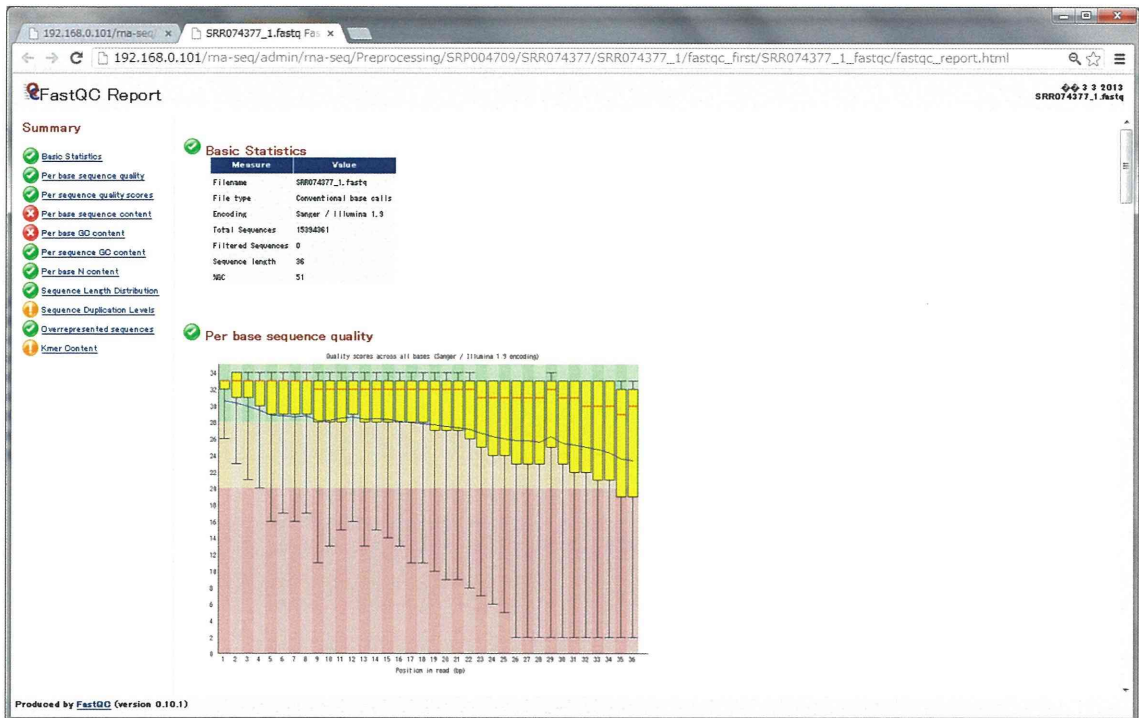 192.168.0.101/rna-seq/ × SRR074377_1.fastq Fas ×
192.168.0.101/rna-seq/admin/rna-seq/Preprocessing/SRP004709/SRR074377/SRR074377_1/fastqc_first/SRR074377_1_fastqc/fastqc_report.html
FastQC Report
�� 3 3 2013
SRR074377_1.fastq
Summary
Basic Statistics
Per base sequence quality
Per sequence quality scores
Per base sequence content
Per base GC content
Per sequence GC content
Per base N content
Sequence Length Distribution
Sequence Duplication Levels
Overrepresented sequences
Kmer Content
Basic Statistics
Measure Value
Filename SRR074377_1.fastq
File type Conventional base calls
Encoding Sanger / Illumina 1.9
Total Sequences 15394361
Filtered Sequences 0
Sequence length 36
%GC 51
Per base sequence quality
Quality scores across all bases (Sanger / Illumina 1.9 encoding)
34
32
30
28
26
24
22
20
18
16
14
12
10
8
6
4
2
0
1 2 3 4 5 6 7 8 9 10 11 12 13 14 15 16 17 18 19 20 21 22 23 24 25 26 27 28 29 30 31 32 33 34 35 36
Position in read (bp)
Produced by FastQC (version 0.10.1)